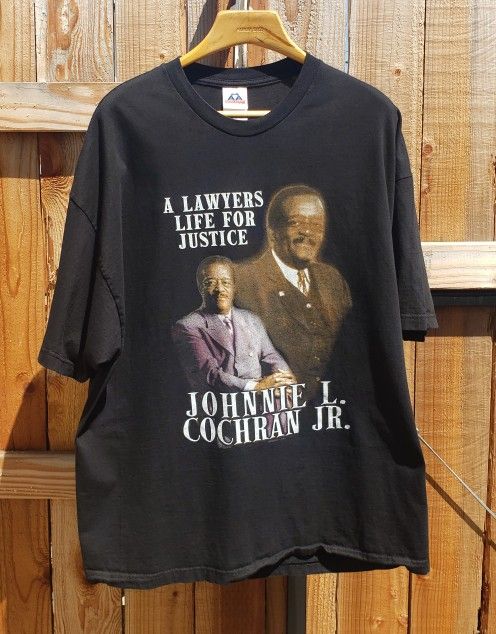 A LAWYERS
LIFE FOR
JUSTICE
JOHNNIE L.
COCHRAN JR.